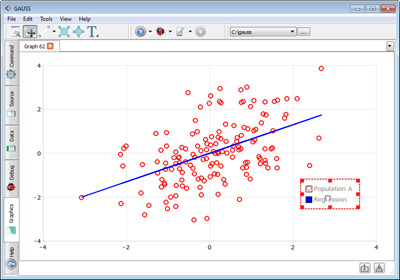 GAUSS
File Edit Tools View Help
C:\gauss
...
Graph 62
Command
Source
Data
Debug
Graphics
Help
4
2
0
-2
-4
-4 -2 0 2 4
Population A
Regression